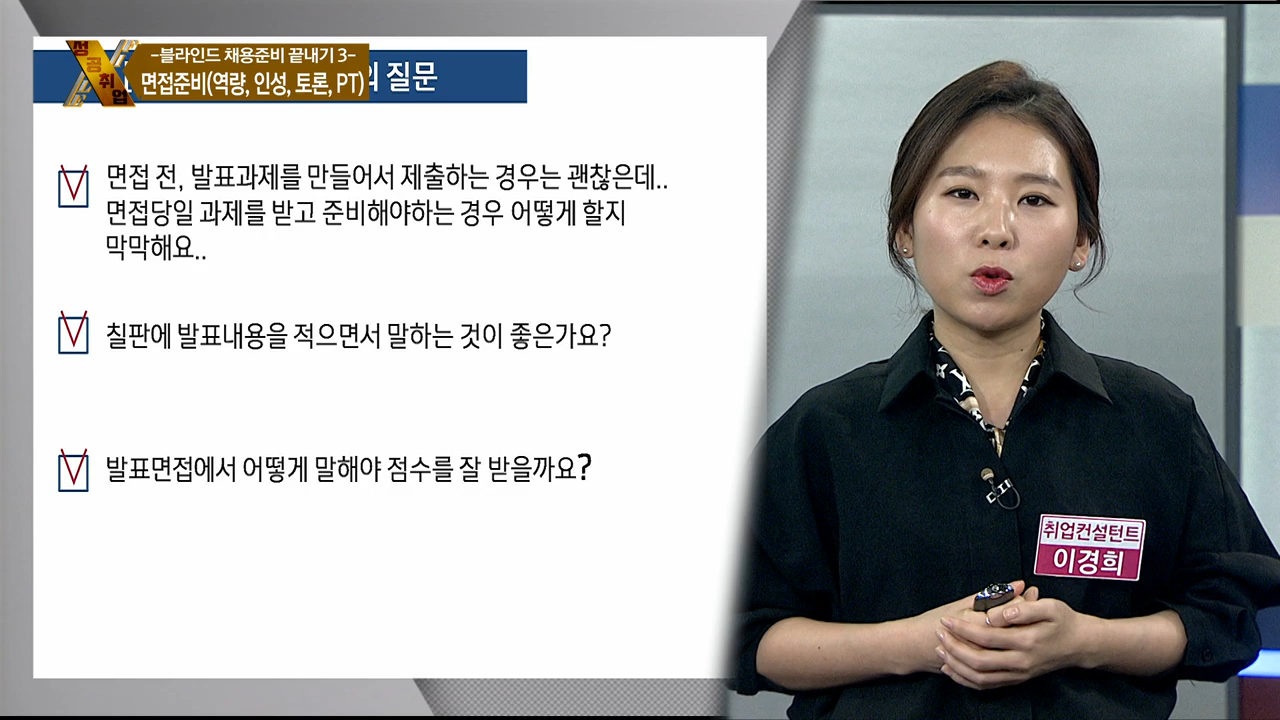 성공취업
-블라인드 채용준비 끝내기 3-
면접준비(역량, 인성, 토론, PT)
의 질문
면접 전, 발표과제를 만들어서 제출하는 경우는 괜찮은데..
면접당일 과제를 받고 준비해야하는 경우 어떻게 할지
막막해요..
칠판에 발표내용을 적으면서 말하는 것이 좋은가요?
발표면접에서 어떻게 말해야 점수를 잘 받을까요?
취업컨설턴트
이경희